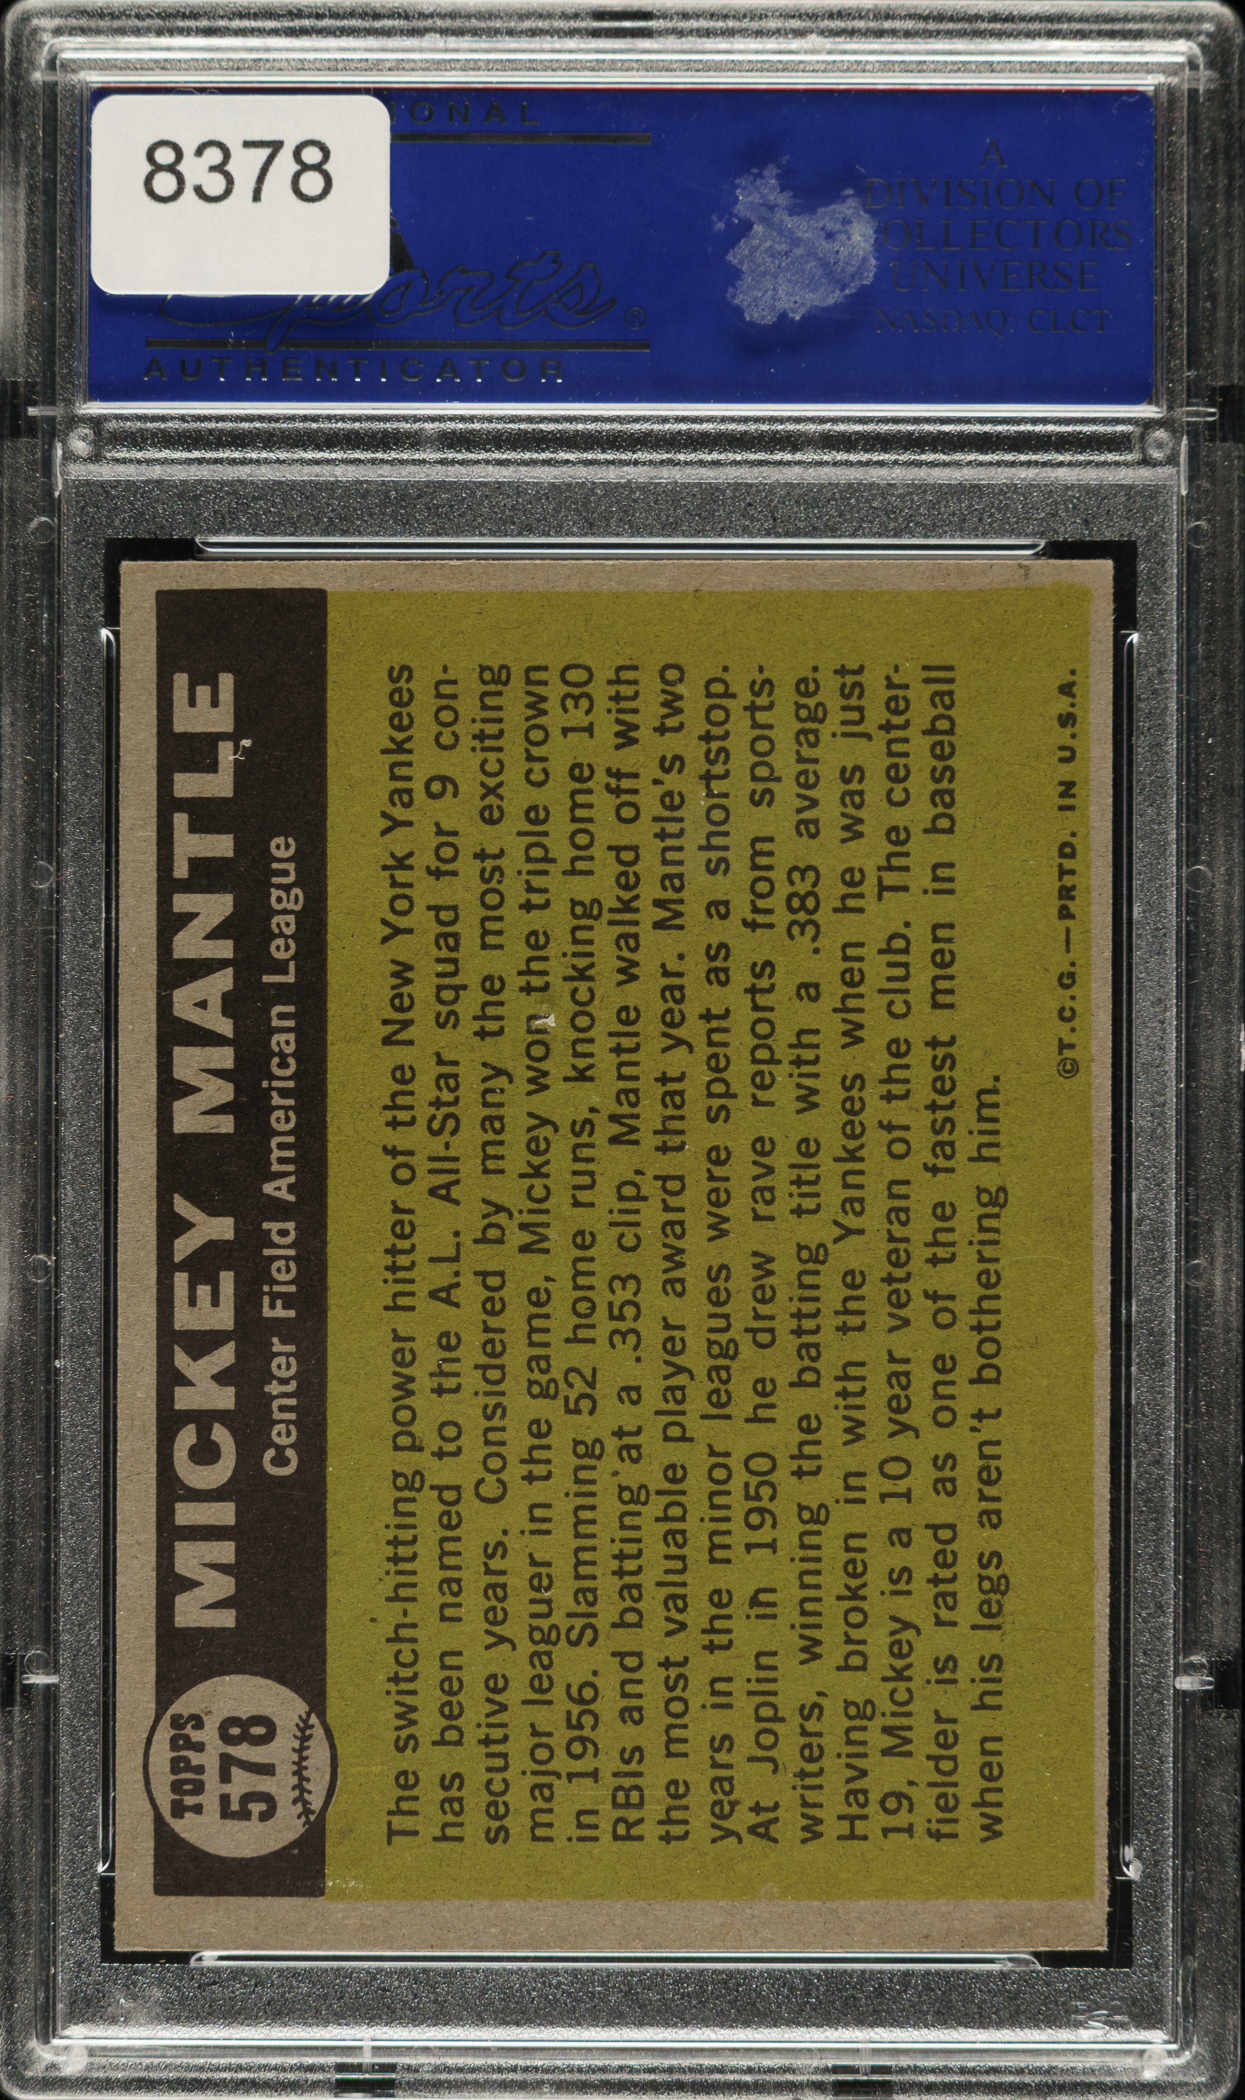 8378
AUTHENTICATOR
A
DIVISION OF
COLLECTORS
UNIVERSE
NASDAQ: CLCT
TOPPS
578
MICKEY MANTLE
Center Field American League
The switch-hitting power hitter of the New York Yankees
has been named to the A.L. All-Star squad for 9 con-
secutive years. Considered by many the most exciting
major leaguer in the game, Mickey won the triple crown
in 1956. Slamming 52 home runs, knocking home 130
RBIs and batting at a .353 clip, Mantle walked off with
the most valuable player award that year. Mantle's two
years in the minor leagues were spent as a shortstop.
At Joplin in 1950 he drew rave reports from sports-
writers, winning the batting title with a .383 average.
Having broken in with the Yankees when he was just
19, Mickey is a 10 year veteran of the club. The center-
fielder is rated as one of the fastest men in baseball
when his legs aren't bothering him.
©T.C.G.—PRTD. IN U.S.A.